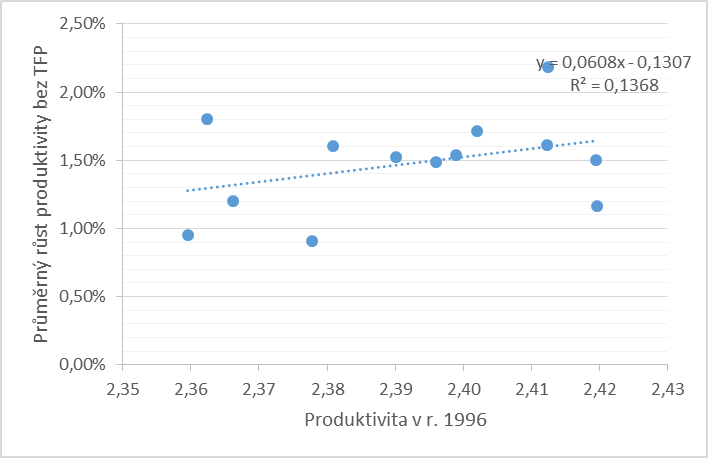 2,50%
y = 0,0608x - 0,1307
R² = 0,1368
2,00%
1,50%
1,00%
0,50%
0,00%
Průměrný růst produktivity bez TFP
2,35 2,36 2,37 2,38 2,39 2,40 2,41 2,42 2,43
Produktivita v r. 1996